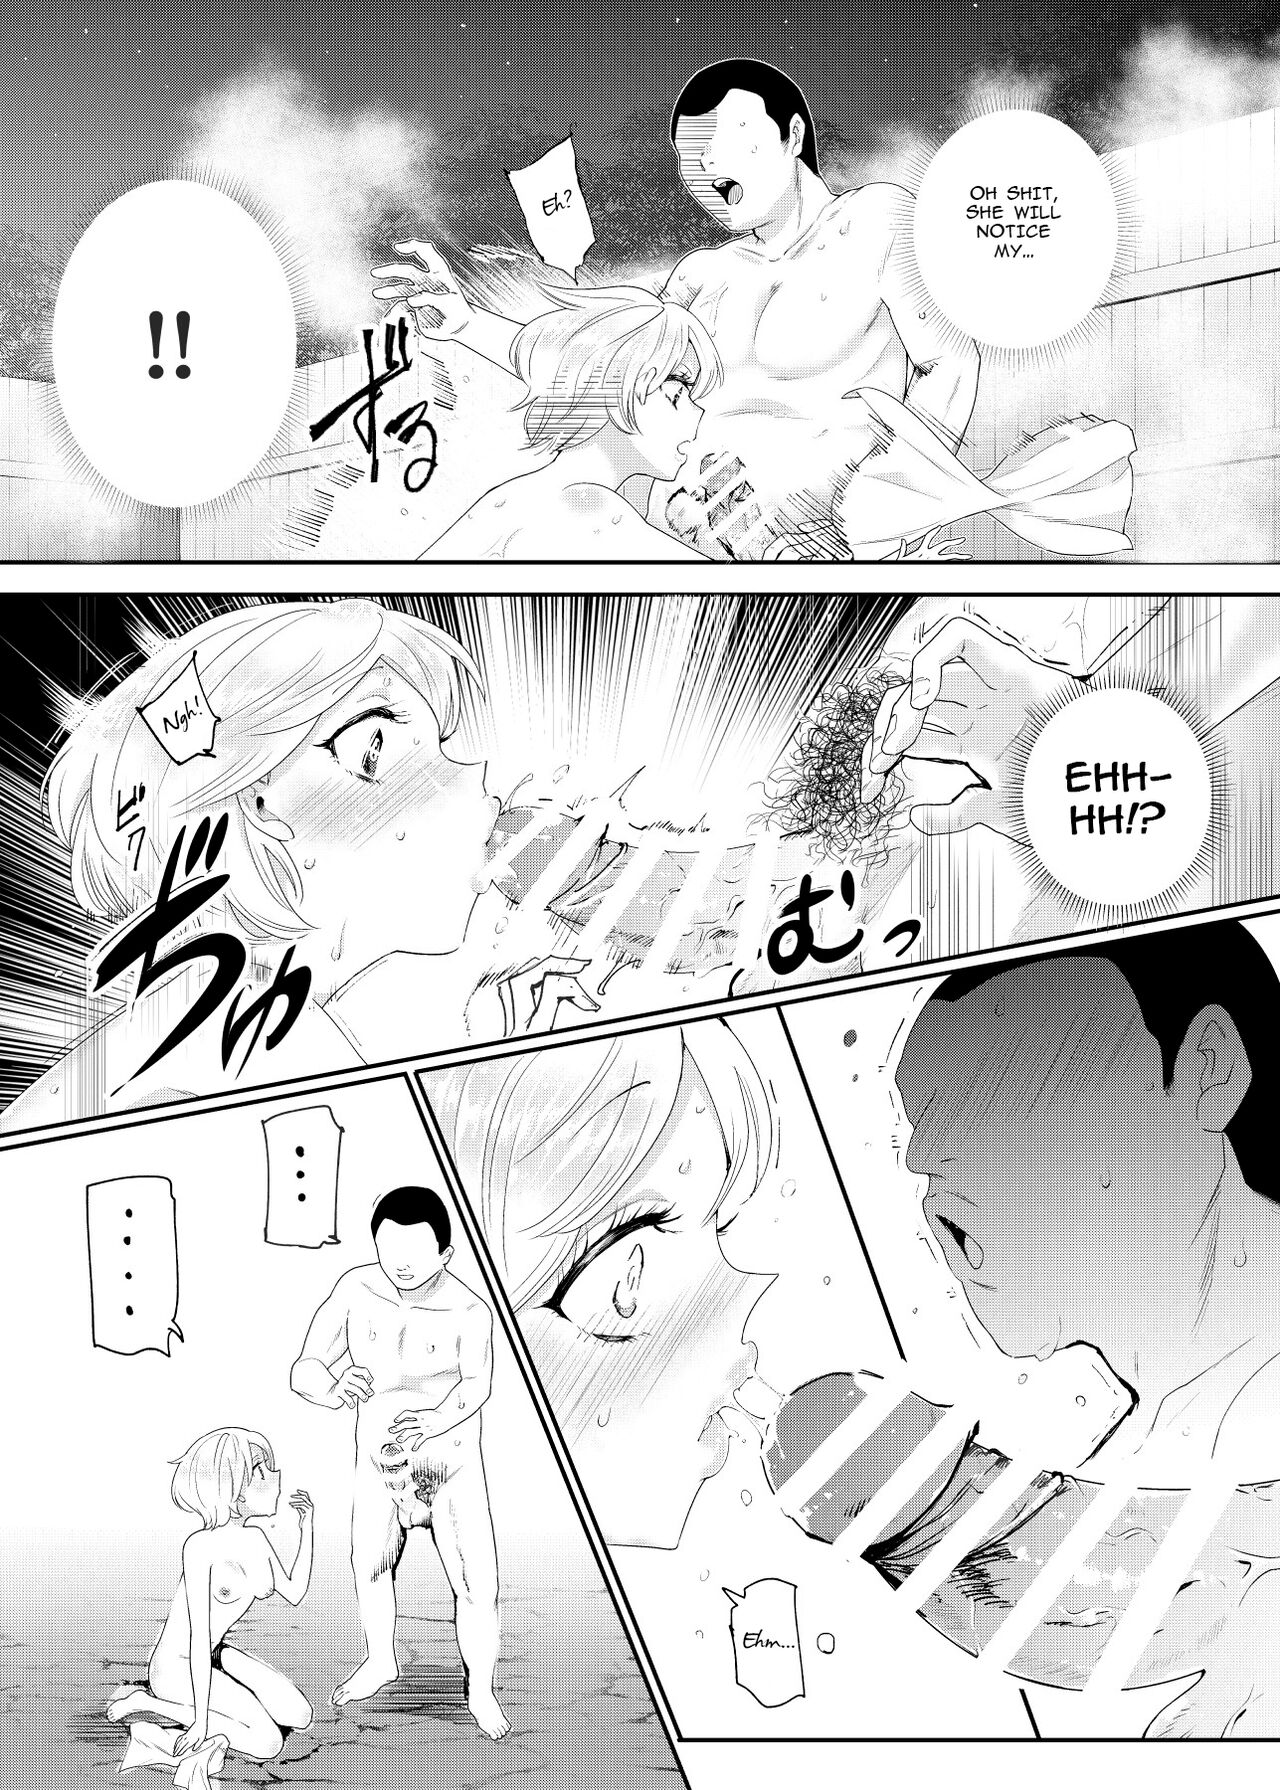 OH SHIT,
SHE WILL
NOTICE
MY...
Eh?
!!
ずる
EHH-
HH!?
Ngh!
ビク
ぢゅ
むっ
Ehm...
...
....